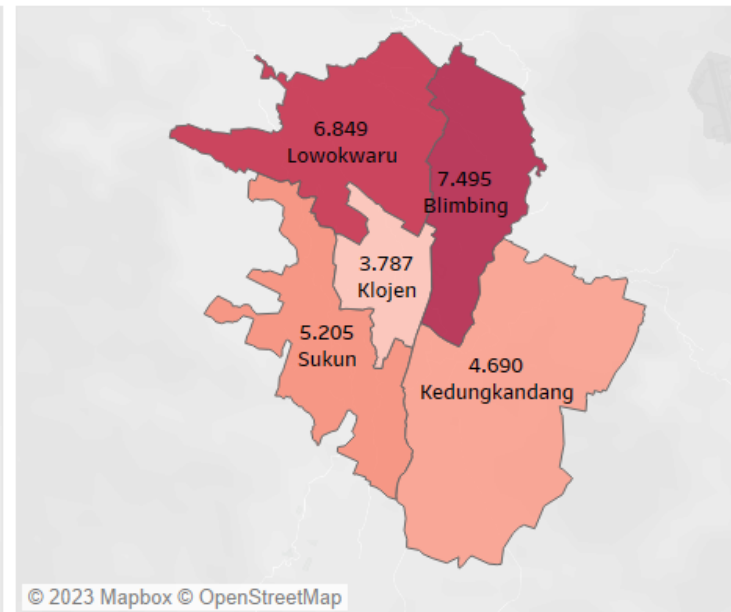 6.849
Lowokwaru
7.495
Blimbing
3.787
Klojen
5.205
Sukun
4.690
Kedungkandang
© 2023 Mapbox © OpenStreetMap